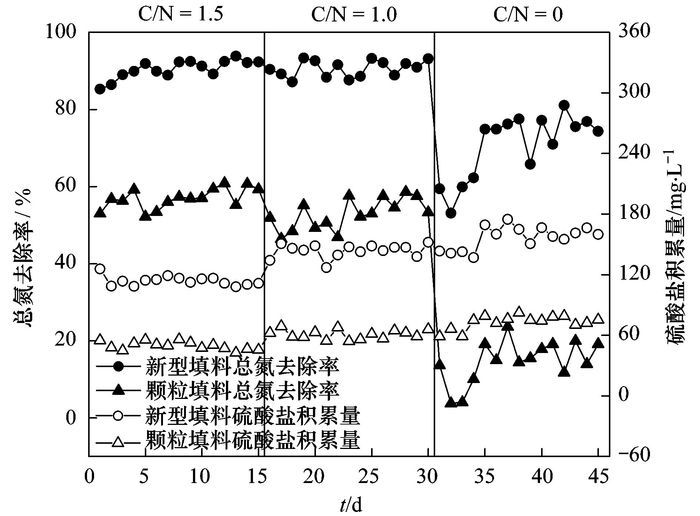 C/N = 1.5 C/N = 1.0 C/N = 0
100
80
60
40
20
0
总氮去除率 / %
360
300
240
180
120
60
0
−60
硫酸盐积累量/mg·L⁻¹
新型填料总氮去除率
颗粒填料总氮去除率
新型填料硫酸盐积累量
颗粒填料硫酸盐积累量
0 5 10 15 20 25 30 35 40 45
t/d